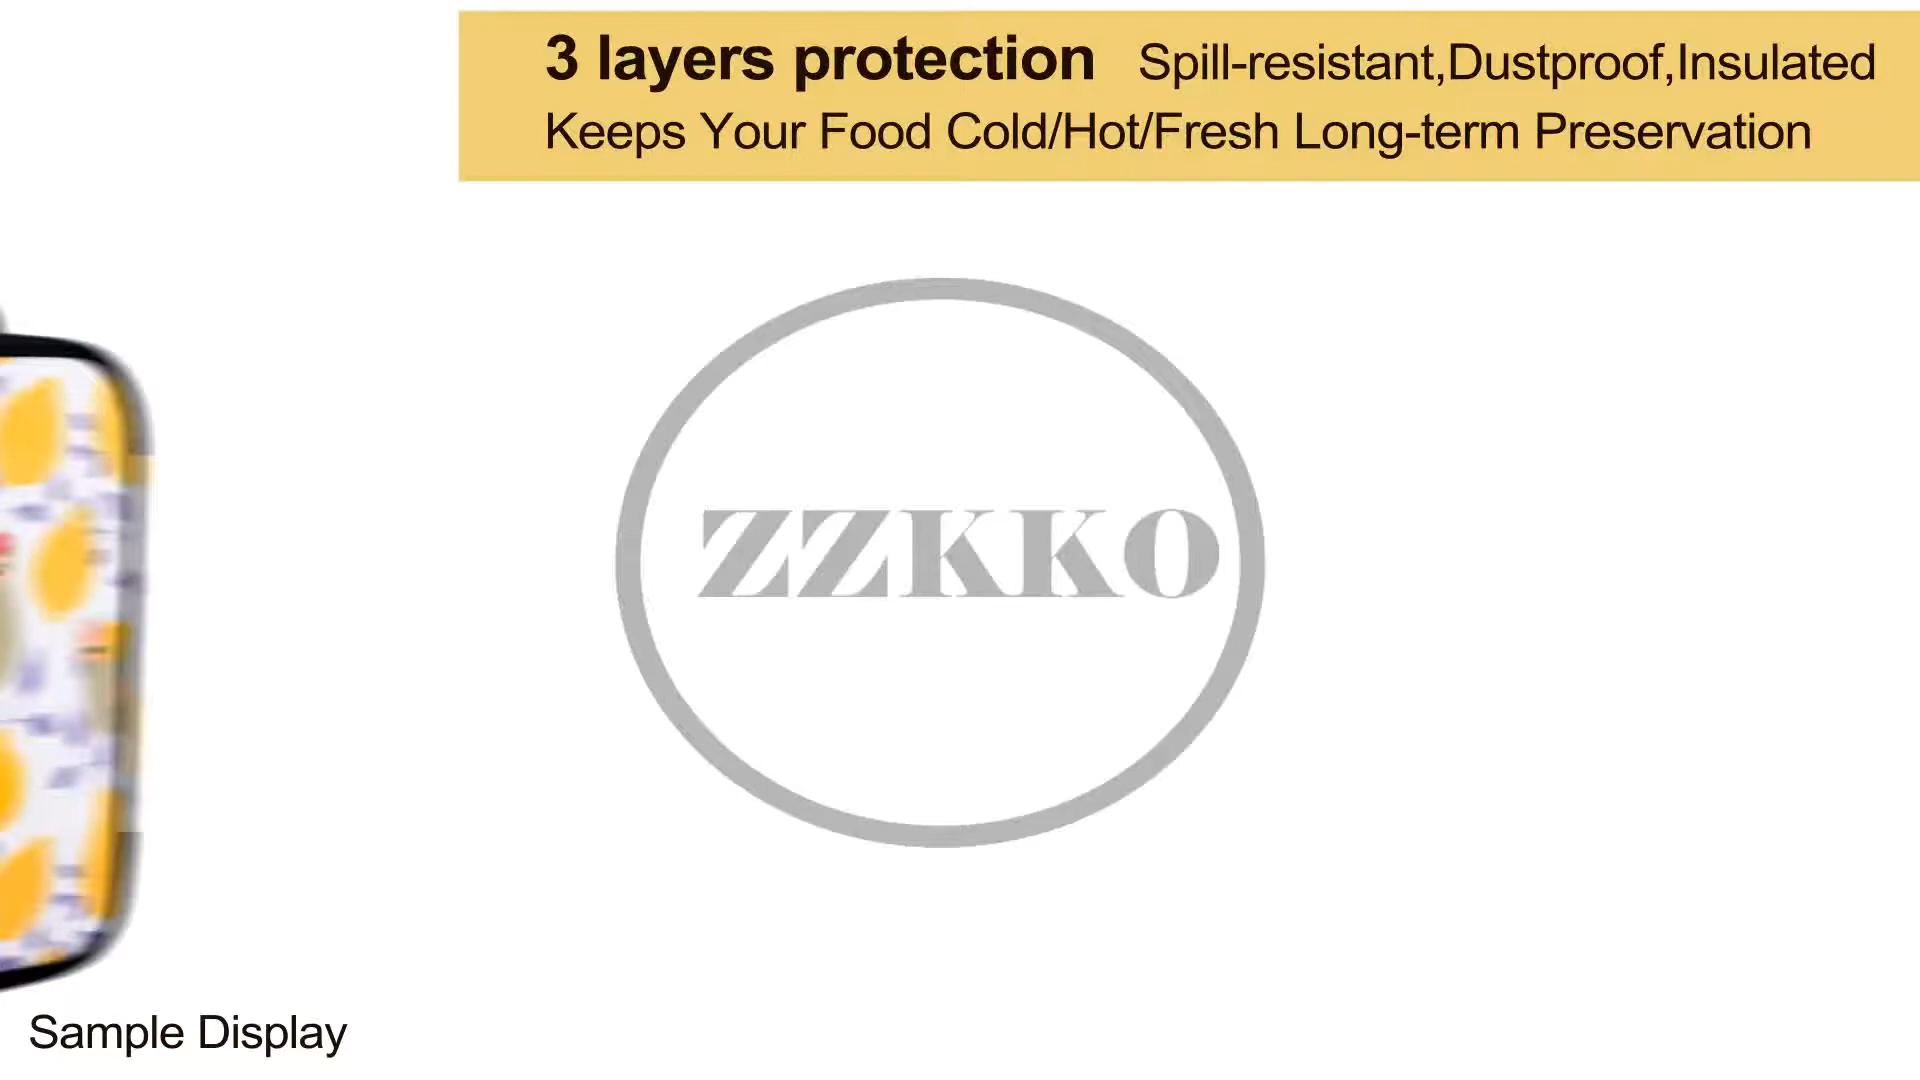 3 layers protection Spill-resistant,Dustproof,Insulated
Keeps Your Food Cold/Hot/Fresh Long-term Preservation
ZZKKO
Sample Display